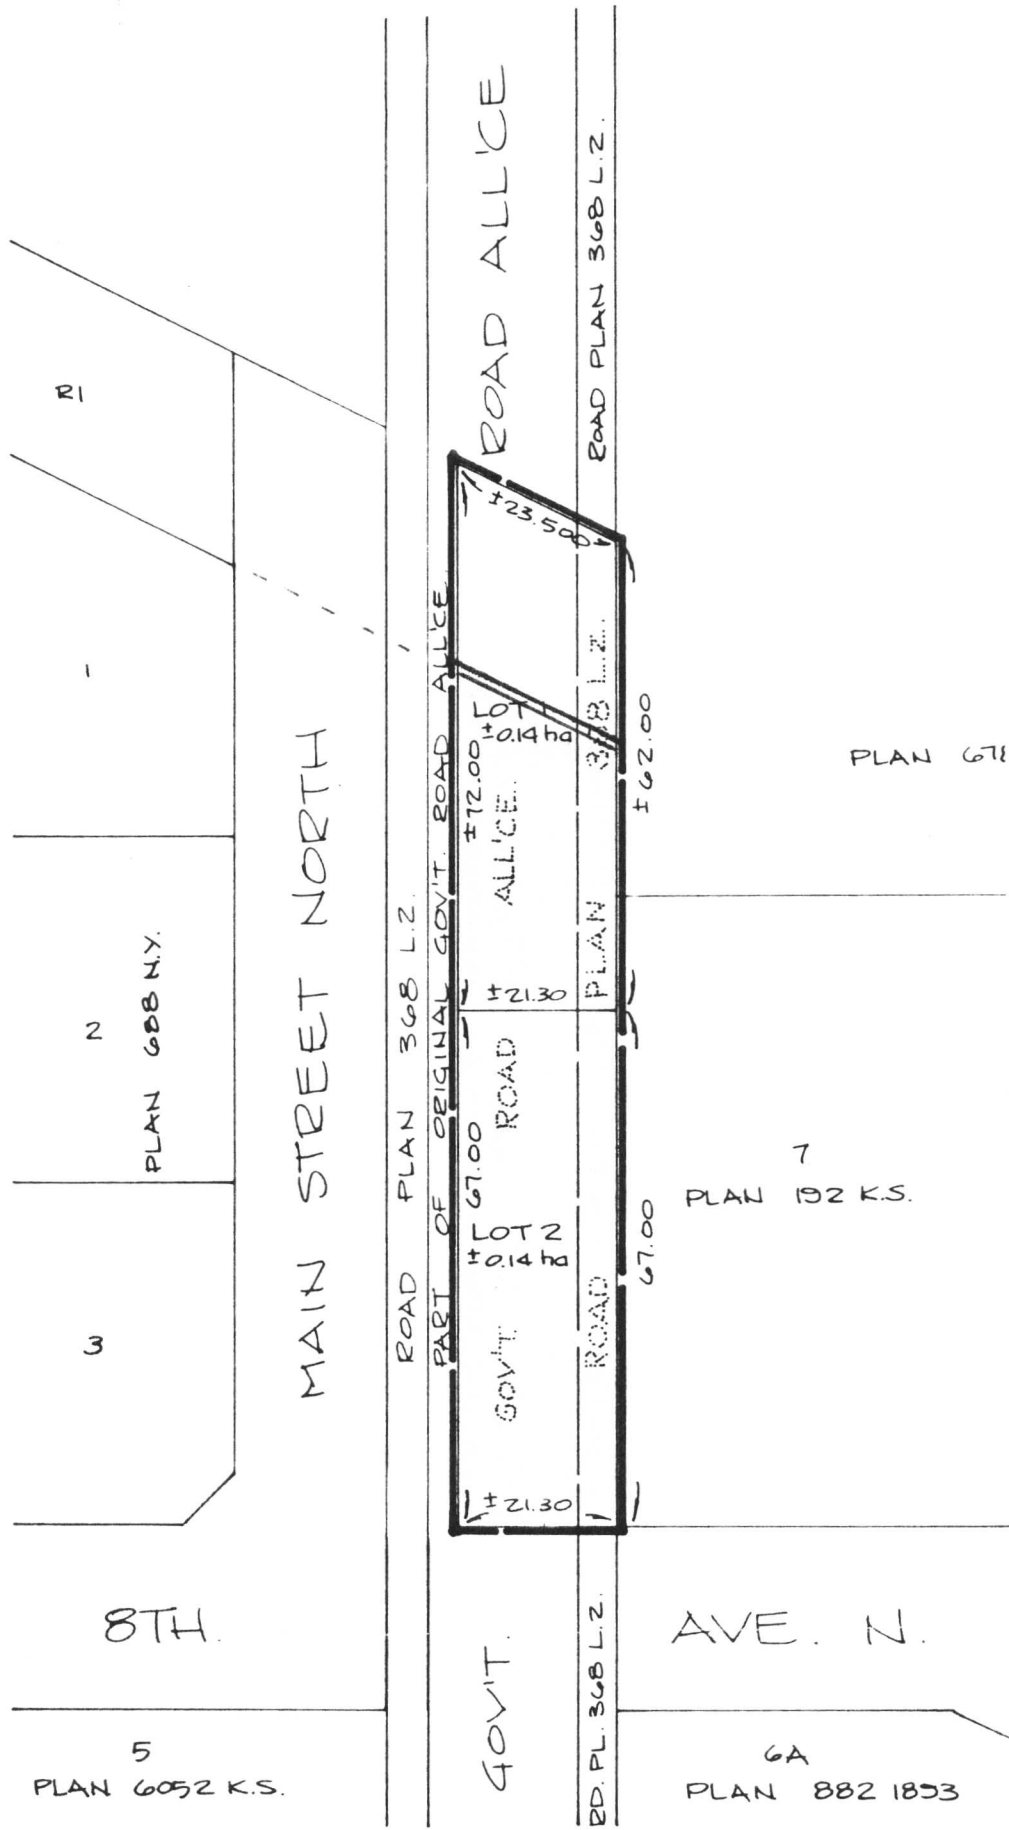 ROAD ALL'CE
ROAD PLAN 368 L.Z.
R1
±23.500
1
LOT 1
±0.14 ha
±72.00
±62.00
ALL'CE
368 L.Z.
PLAN
PLAN 678
2
PLAN 688 N.Y.
MAIN STREET NORTH
ROAD PLAN 368 L.Z.
PART OF ORIGINAL GOV'T. ROAD ALL'CE
±21.30
ROAD
67.00
67.00
LOT 2
±0.14 ha
7
PLAN 192 K.S.
3
GOV'T.
ROAD
±21.30
8TH.
AVE. N.
GOV'T.
RD. PL. 368 L.Z.
5
PLAN 6052 K.S.
6A
PLAN 882 1893